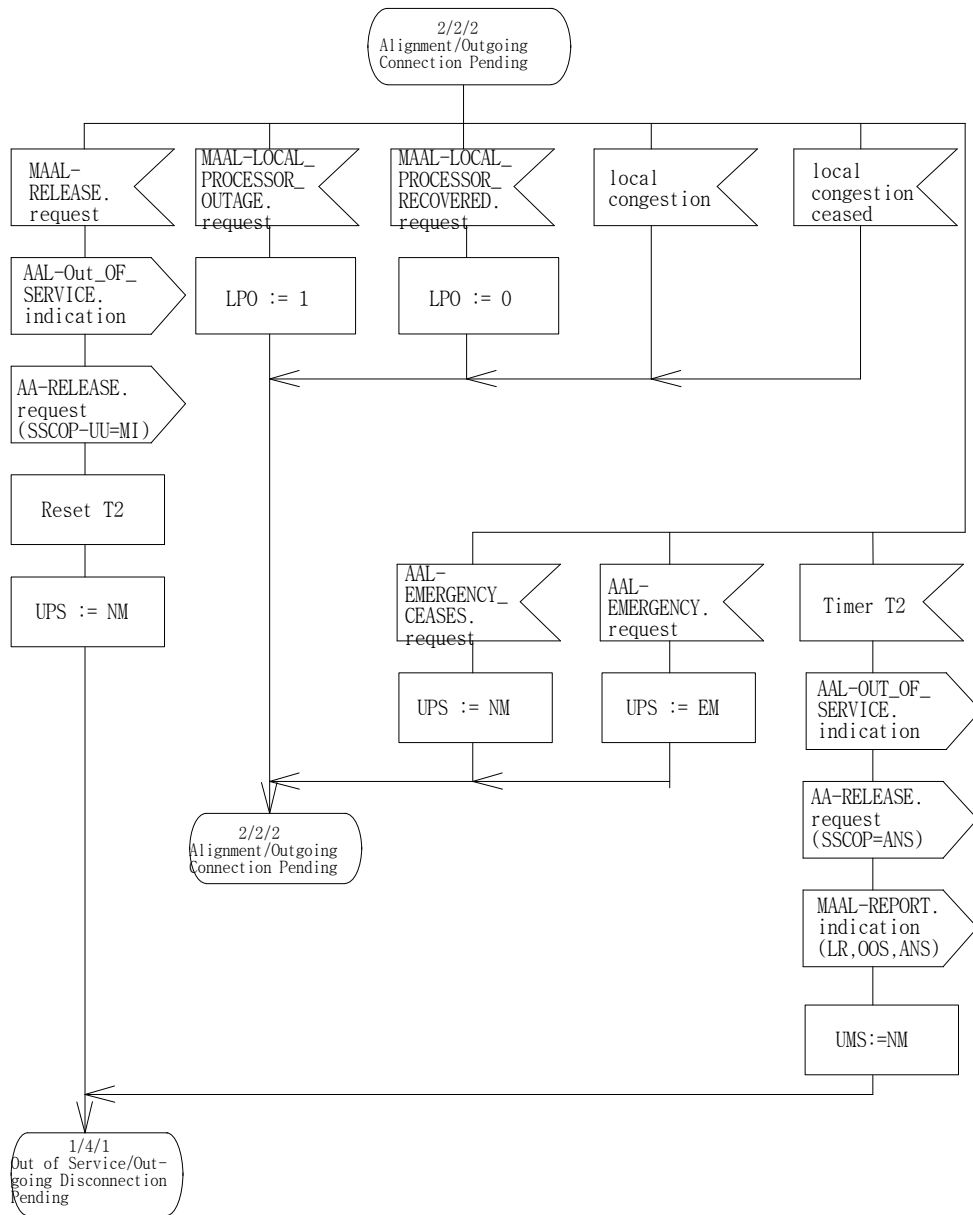 2/2/2
Alignment/Outgoing
Connection Pending
MAAL-
RELEASE.
request
MAAL-LOCAL_
PROCESSOR_
OUTAGE.
request
MAAL-LOCAL_
PROCESSOR_
RECOVERED.
request
local
congestion
local
congestion
ceased
AAL-Out_OF_
SERVICE.
indication
LPO := 1
LPO := 0
AA-RELEASE.
request
(SSCOP-UU=MI)
Reset T2
UPS := NM
AAL-
EMERGENCY_
CEASES.
request
AAL-
EMERGENCY.
request
Timer T2
UPS := NM
UPS := EM
AAL-OUT_OF_
SERVICE.
indication
2/2/2
Alignment/Outgoing
Connection Pending
AA-RELEASE.
request
(SSCOP=ANS)
MAAL-REPORT.
indication
(LR,OOS,ANS)
UMS:=NM
1/4/1
Out of Service/Out-
going Disconnection
Pending